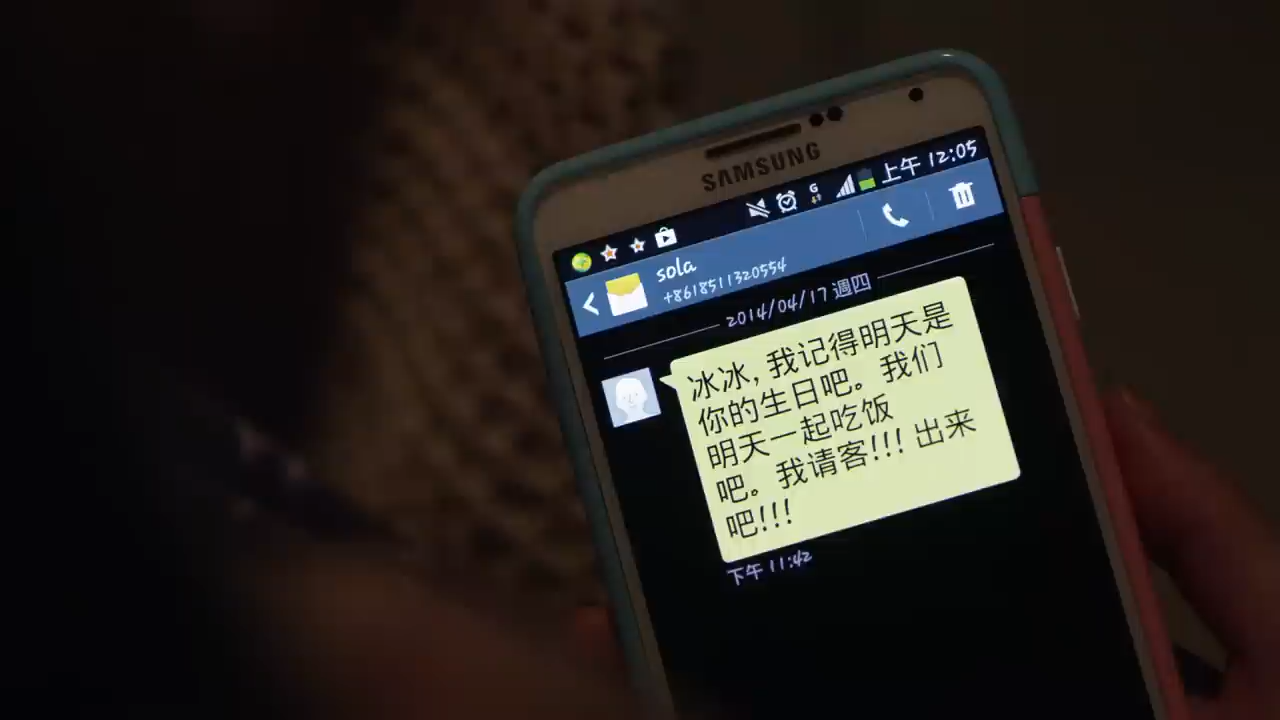 SAMSUNG
G
上午 12:05
sola
+8618511320554
2014/04/17 週四
冰冰, 我记得明天是
你的生日吧。我们
明天一起吃饭
吧。我请客!!! 出来
吧!!!
下午 11:42